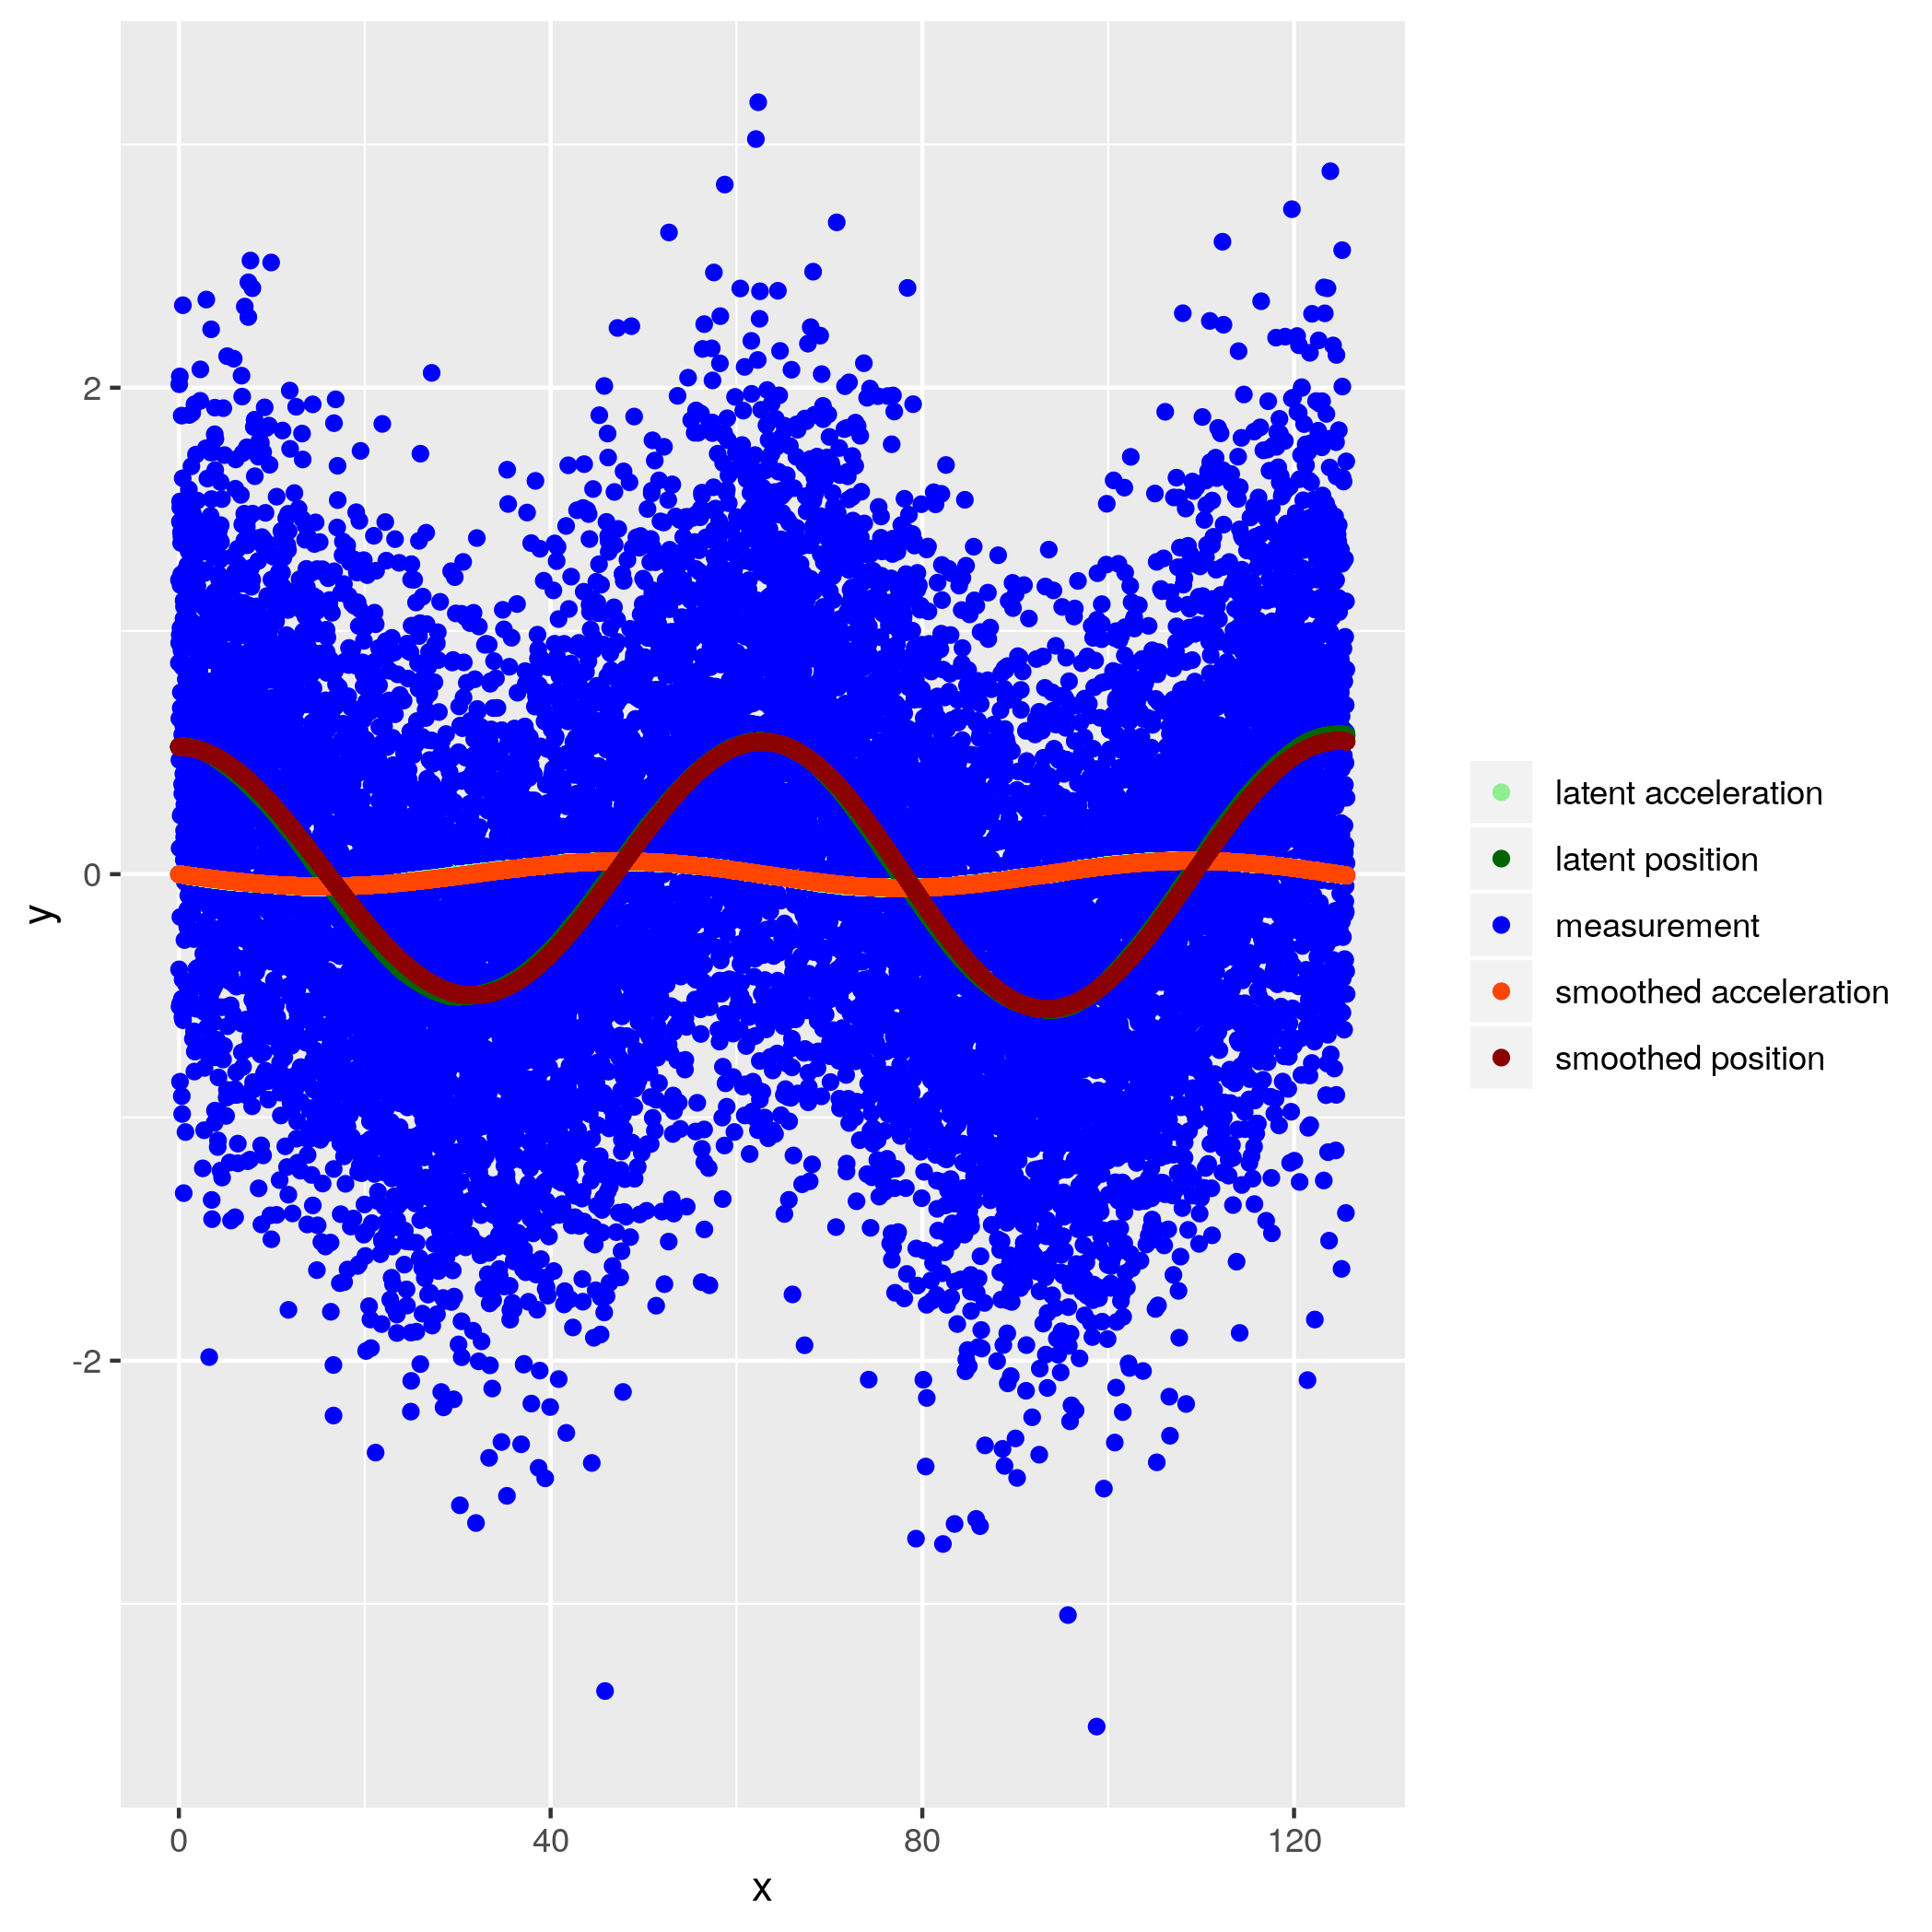 y
2
0
-2
0
40
80
120
x
latent acceleration
latent position
measurement
smoothed acceleration
smoothed position